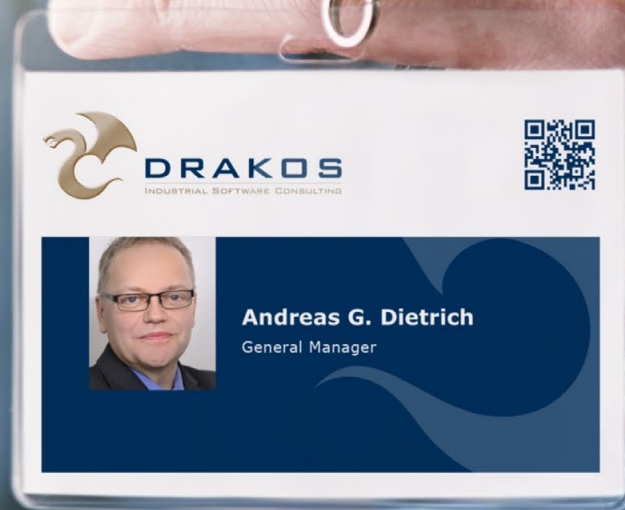 DRAKOS
INDUSTRIAL SOFTWARE CONSULTING
Andreas G. Dietrich
General Manager